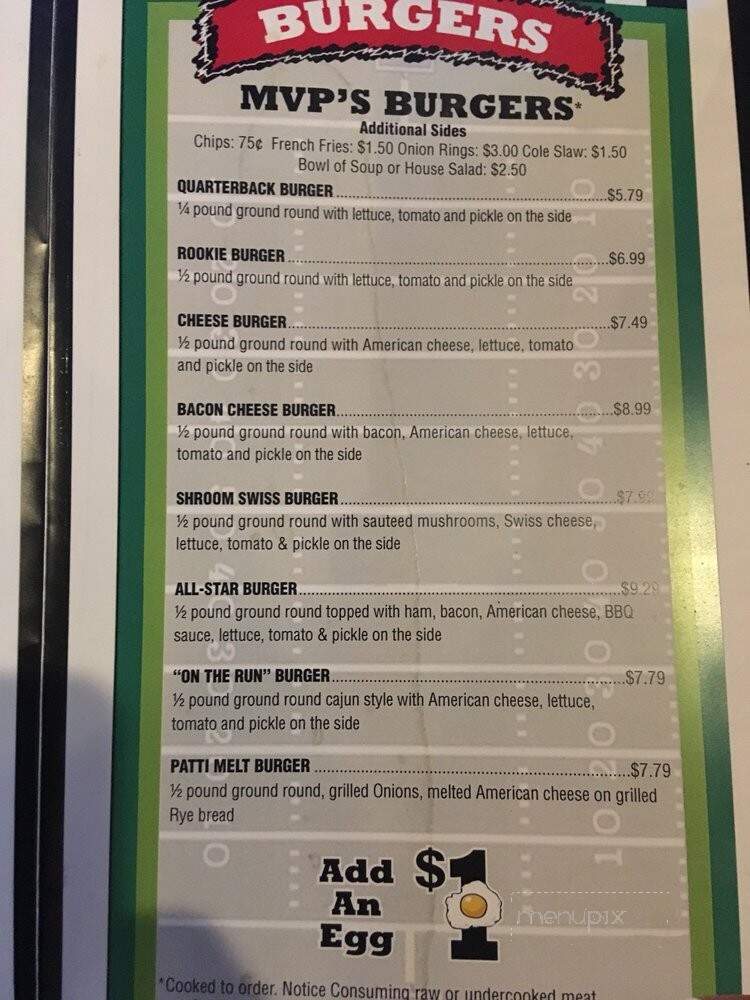 BURGERS
MVP'S BURGERS*
Additional Sides
Chips: 75¢ French Fries: $1.50 Onion Rings: $3.00 Cole Slaw: $1.50
Bowl of Soup or House Salad: $2.50
QUARTERBACK BURGER $5.79
¼ pound ground round with lettuce, tomato and pickle on the side
ROOKIE BURGER $6.99
½ pound ground round with lettuce, tomato and pickle on the side
CHEESE BURGER $7.49
½ pound ground round with American cheese, lettuce, tomato
and pickle on the side
BACON CHEESE BURGER $8.99
½ pound ground round with bacon, American cheese, lettuce,
tomato and pickle on the side
SHROOM SWISS BURGER
½ pound ground round with sauteed mushrooms, Swiss cheese,
lettuce, tomato & pickle on the side
ALL-STAR BURGER $9.29
½ pound ground round topped with ham, bacon, American cheese, BBQ
sauce, lettuce, tomato & pickle on the side
"ON THE RUN" BURGER $7.79
½ pound ground round cajun style with American cheese, lettuce,
tomato and pickle on the side
PATTI MELT BURGER $7.79
½ pound ground round, grilled Onions, melted American cheese on grilled
Rye bread
Add $1
An
Egg
menupix
*Cooked to order. Notice Consuming raw or undercooked meat